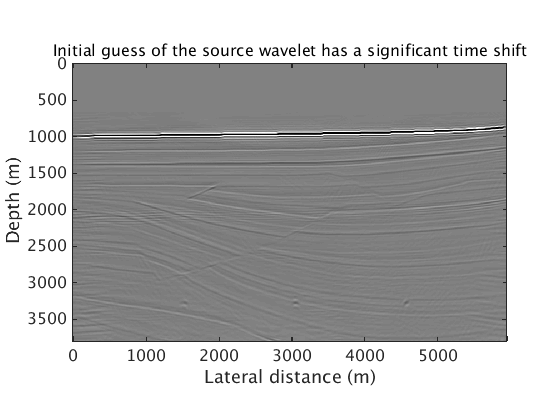 Initial guess of the source wavelet has a significant time shift
0
500
1000
1500
2000
2500
3000
3500
Depth (m)
0 1000 2000 3000 4000 5000
Lateral distance (m)